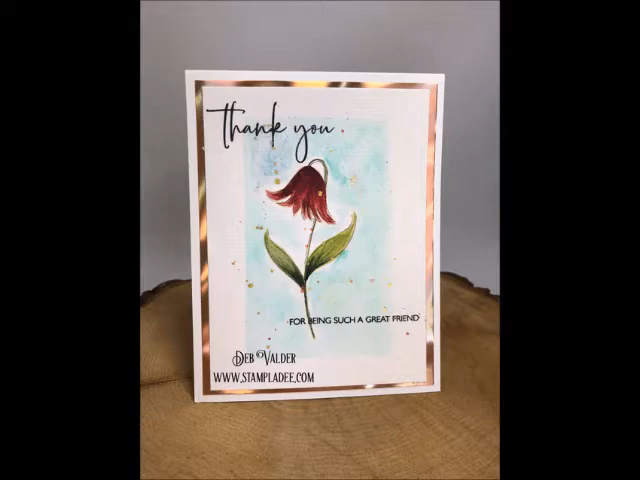 thank you
FOR BEING SUCH A GREAT FRIEND
DEB ©VALDER
WWW.STAMPLADEE.COM